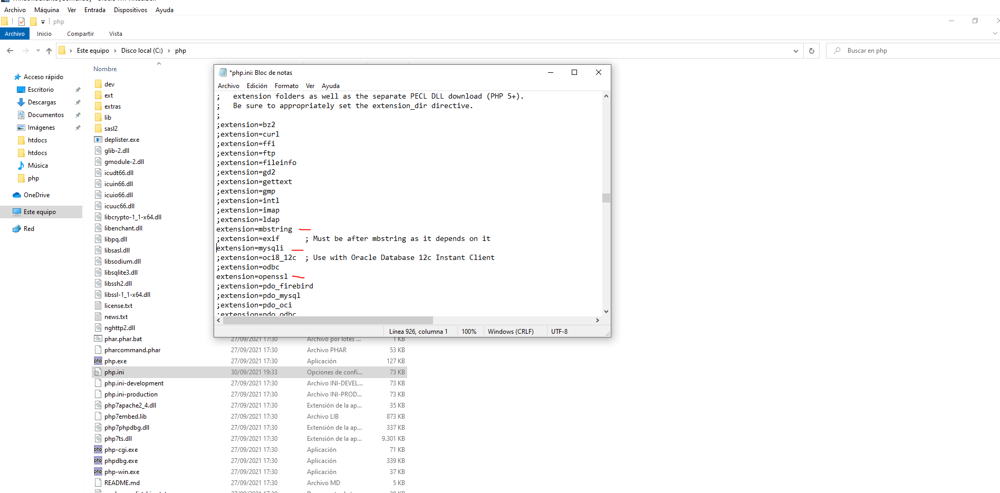 Archivo Máquina Ver Entrada Dispositivos Ayuda
php
Archivo Inicio Compartir Vista
Este equipo > Disco local (C:) > php
Buscar en php
Nombre
Acceso rápido
Escritorio
Descargas
Documentos
Imágenes
htdocs
htdocs
Música
php
OneDrive
Este equipo
Red
dev
ext
extras
lib
sasl2
deplister.exe
glib-2.dll
gmodule-2.dll
icudt66.dll
icuin66.dll
icuio66.dll
icuuc66.dll
libcrypto-1_1-x64.dll
libenchant.dll
libpq.dll
libsasl.dll
libsodium.dll
libsqlite3.dll
libssh2.dll
libssl-1_1-x64.dll
license.txt
news.txt
nghttp2.dll
phar.phar.bat 27/09/2021 17:30 Archivo por lotes ... 1 KB
pharcommand.phar 27/09/2021 17:30 Archivo PHAR 53 KB
php.exe 27/09/2021 17:30 Aplicación 127 KB
php.ini 30/09/2021 19:33 Opciones de confi... 73 KB
php.ini-development 27/09/2021 17:30 Archivo INI-DEVEL... 73 KB
php.ini-production 27/09/2021 17:30 Archivo INI-PROD... 73 KB
php7apache2_4.dll 27/09/2021 17:30 Extensión de la ap... 35 KB
php7embed.lib 27/09/2021 17:30 Archivo LIB 873 KB
php7phpdbg.dll 27/09/2021 17:30 Extensión de la ap... 337 KB
php7ts.dll 27/09/2021 17:30 Extensión de la ap... 9.301 KB
php-cgi.exe 27/09/2021 17:30 Aplicación 71 KB
phpdbg.exe 27/09/2021 17:30 Aplicación 339 KB
php-win.exe 27/09/2021 17:30 Aplicación 37 KB
README.md 27/09/2021 17:30 Archivo MD 5 KB
*php.ini: Bloc de notas
Archivo Edición Formato Ver Ayuda
;   extension folders as well as the separate PECL DLL download (PHP 5+).
;   Be sure to appropriately set the extension_dir directive.
;
;extension=bz2
;extension=curl
;extension=ffi
;extension=ftp
;extension=fileinfo
;extension=gd2
;extension=gettext
;extension=gmp
;extension=intl
;extension=imap
;extension=ldap
extension=mbstring
;extension=exif      ; Must be after mbstring as it depends on it
extension=mysqli
;extension=oci8_12c  ; Use with Oracle Database 12c Instant Client
;extension=odbc
extension=openssl
;extension=pdo_firebird
;extension=pdo_mysql
;extension=pdo_oci
;extension=pdo_odbc
Línea 926, columna 1 100% Windows (CRLF) UTF-8